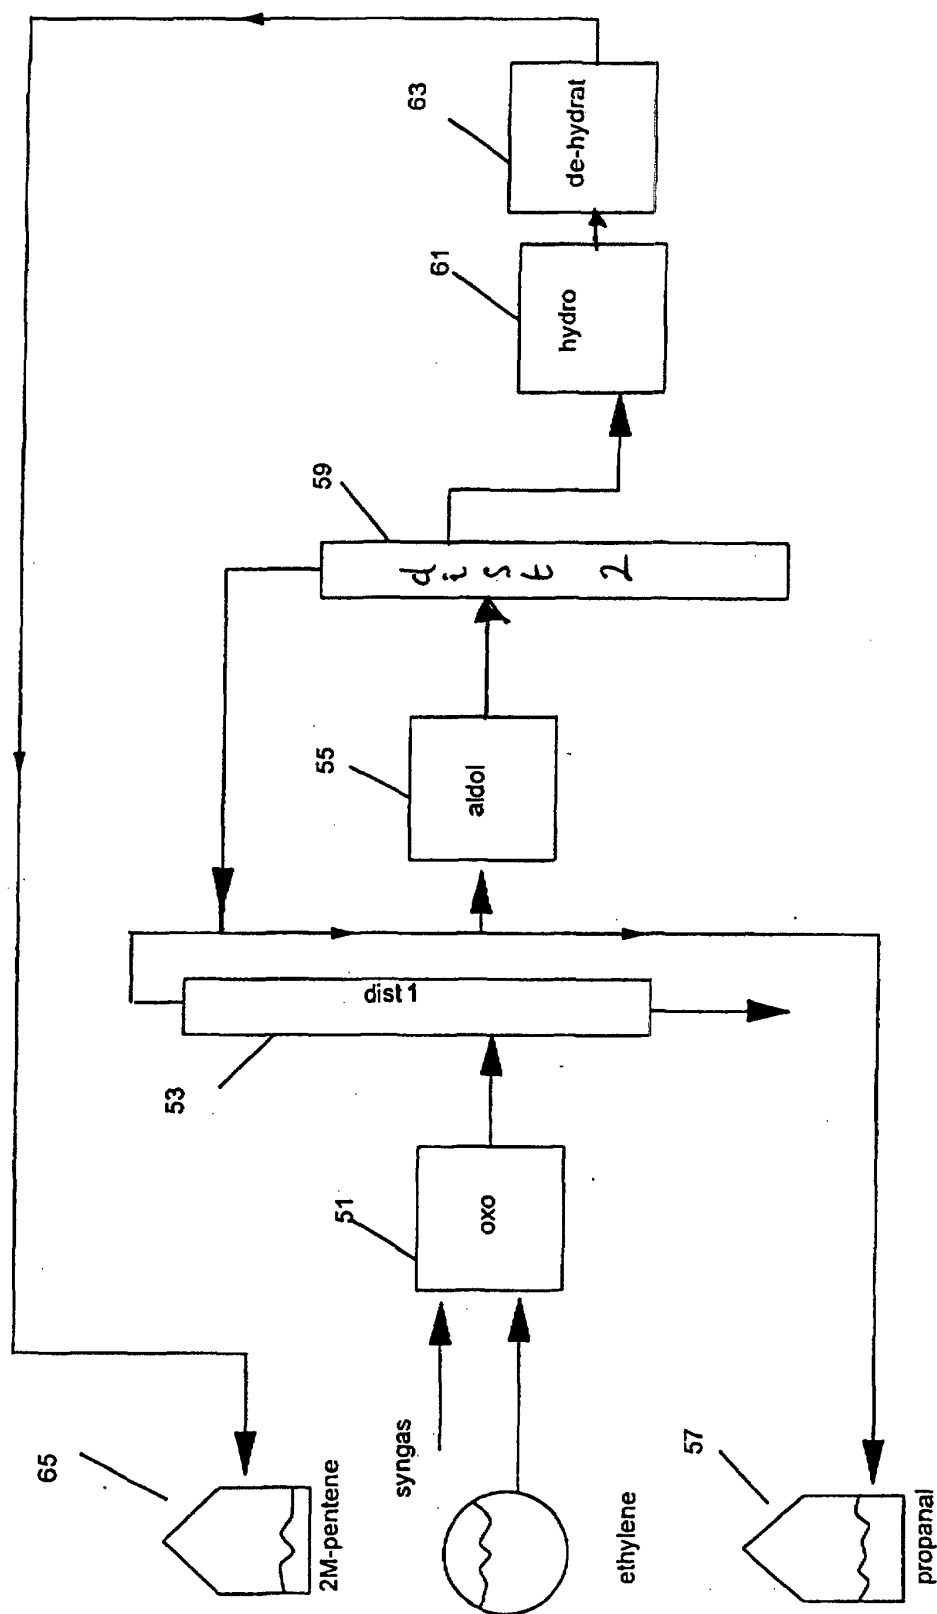 63
de-hydrat
61
hydro
59
dist 2
55
aldol
dist 1
53
51
oxo
65
2M-pentene
syngas
ethylene
57
propanal